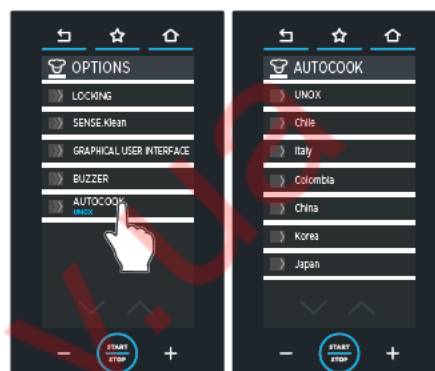 OPTIONS
LOCKING
SENSE.Klean
GRAPHICAL USER INTERFACE
BUZZER
AUTOCOOK
UNOX
START
STOP
AUTOCOOK
UNOX
Chile
Italy
Colombia
China
Korea
Japan
START
STOP
v.ua